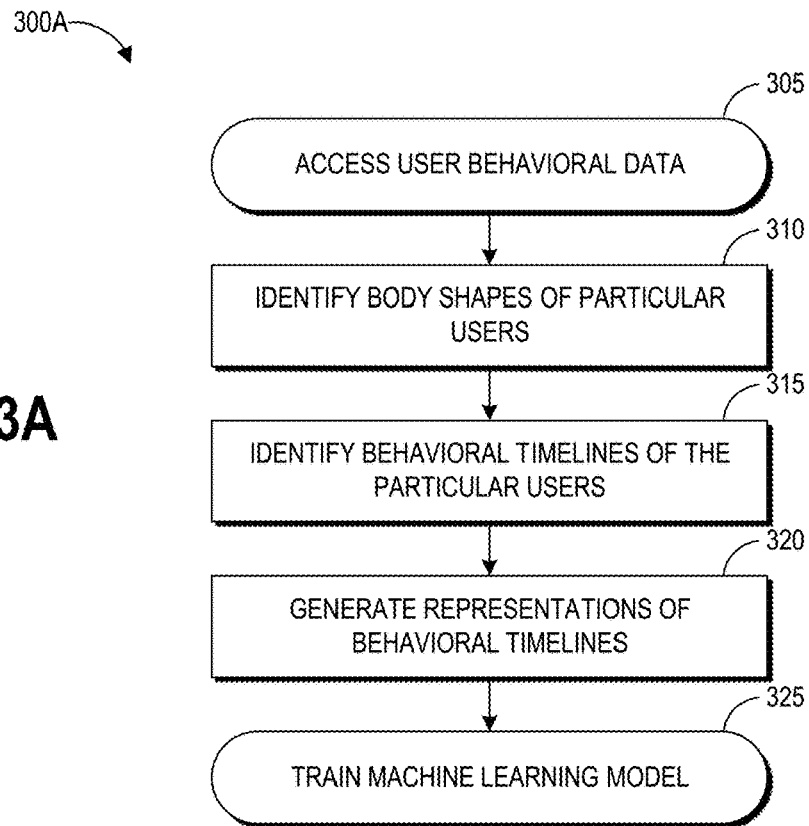 300A
305
ACCESS USER BEHAVIORAL DATA
310
IDENTIFY BODY SHAPES OF PARTICULAR
USERS
315
3A
IDENTIFY BEHAVIORAL TIMELINES OF THE
PARTICULAR USERS
320
GENERATE REPRESENTATIONS OF
BEHAVIORAL TIMELINES
325
TRAIN MACHINE LEARNING MODEL